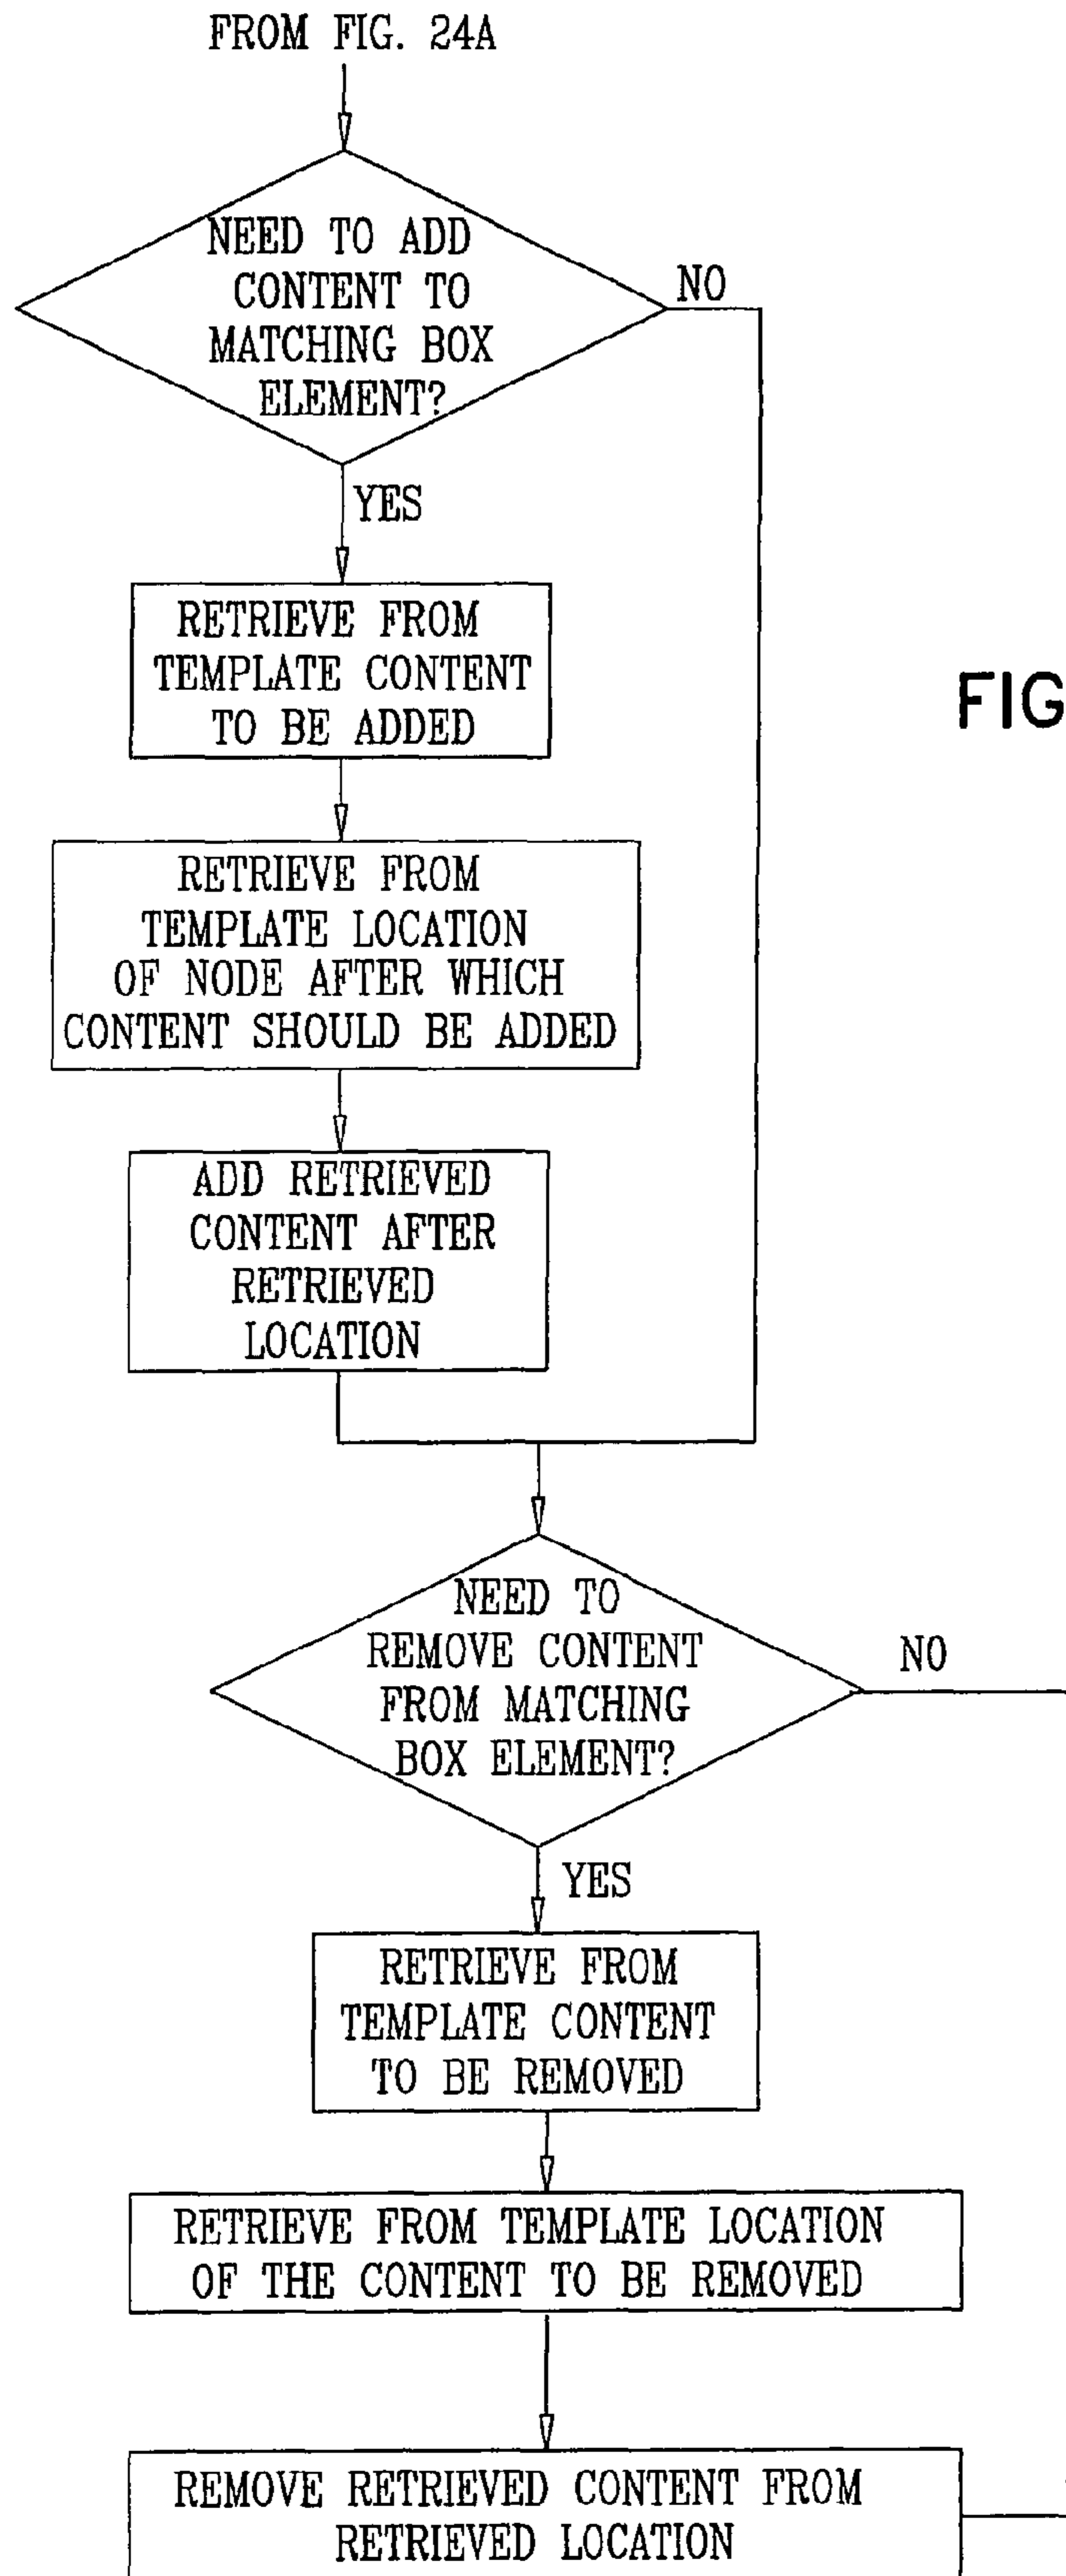 FROM FIG. 24A
NEED TO ADD
CONTENT TO
MATCHING BOX
ELEMENT?
NO
YES
RETRIEVE FROM
TEMPLATE CONTENT
TO BE ADDED
FIG
RETRIEVE FROM
TEMPLATE LOCATION
OF NODE AFTER WHICH
CONTENT SHOULD BE ADDED
ADD RETRIEVED
CONTENT AFTER
RETRIEVED
LOCATION
NEED TO
REMOVE CONTENT
FROM MATCHING
BOX ELEMENT?
NO
YES
RETRIEVE FROM
TEMPLATE CONTENT
TO BE REMOVED
RETRIEVE FROM TEMPLATE LOCATION
OF THE CONTENT TO BE REMOVED
REMOVE RETRIEVED CONTENT FROM
RETRIEVED LOCATION